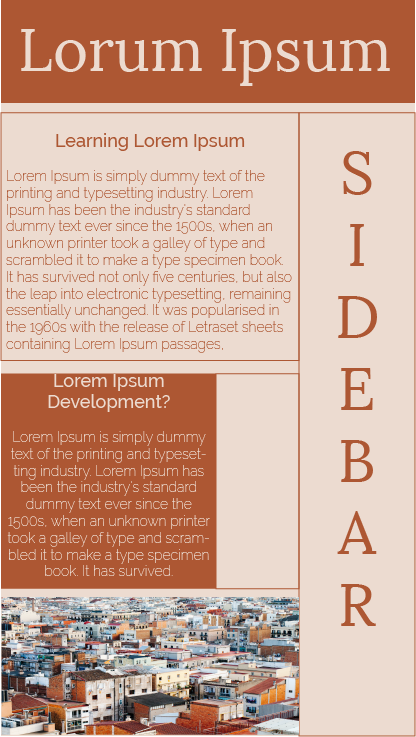 Lorum Ipsum
Learning Lorem Ipsum
Lorem Ipsum is simply dummy text of the
printing and typesetting industry. Lorem
Ipsum has been the industry's standard
dummy text ever since the 1500s, when an
unknown printer took a galley of type and
scrambled it to make a type specimen book.
It has survived not only five centuries, but also
the leap into electronic typesetting, remaining
essentially unchanged. It was popularised in
the 1960s with the release of Letraset sheets
containing Lorem Ipsum passages,
Lorem Ipsum
Development?
Lorem Ipsum is simply dummy
text of the printing and typeset-
ting industry. Lorem Ipsum has
been the industry's standard
dummy text ever since the
1500s, when an unknown printer
took a galley of type and scram-
bled it to make a type specimen
book. It has survived.
S
I
D
E
B
A
R